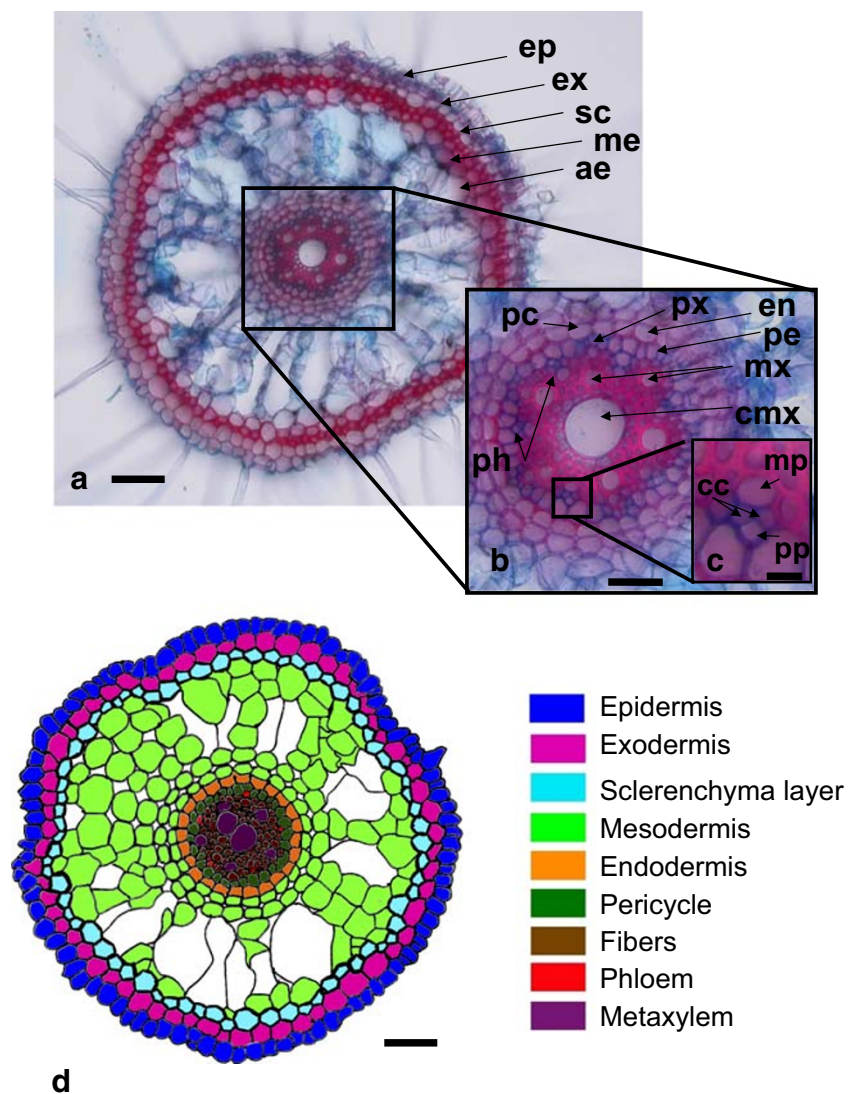 ep
ex
sc
me
ae
a
pc
px
en
pe
mx
cmx
ph
b
mp
cc
pp
c
Epidermis
Exodermis
Sclerenchyma layer
Mesodermis
Endodermis
Pericycle
Fibers
Phloem
Metaxylem
d